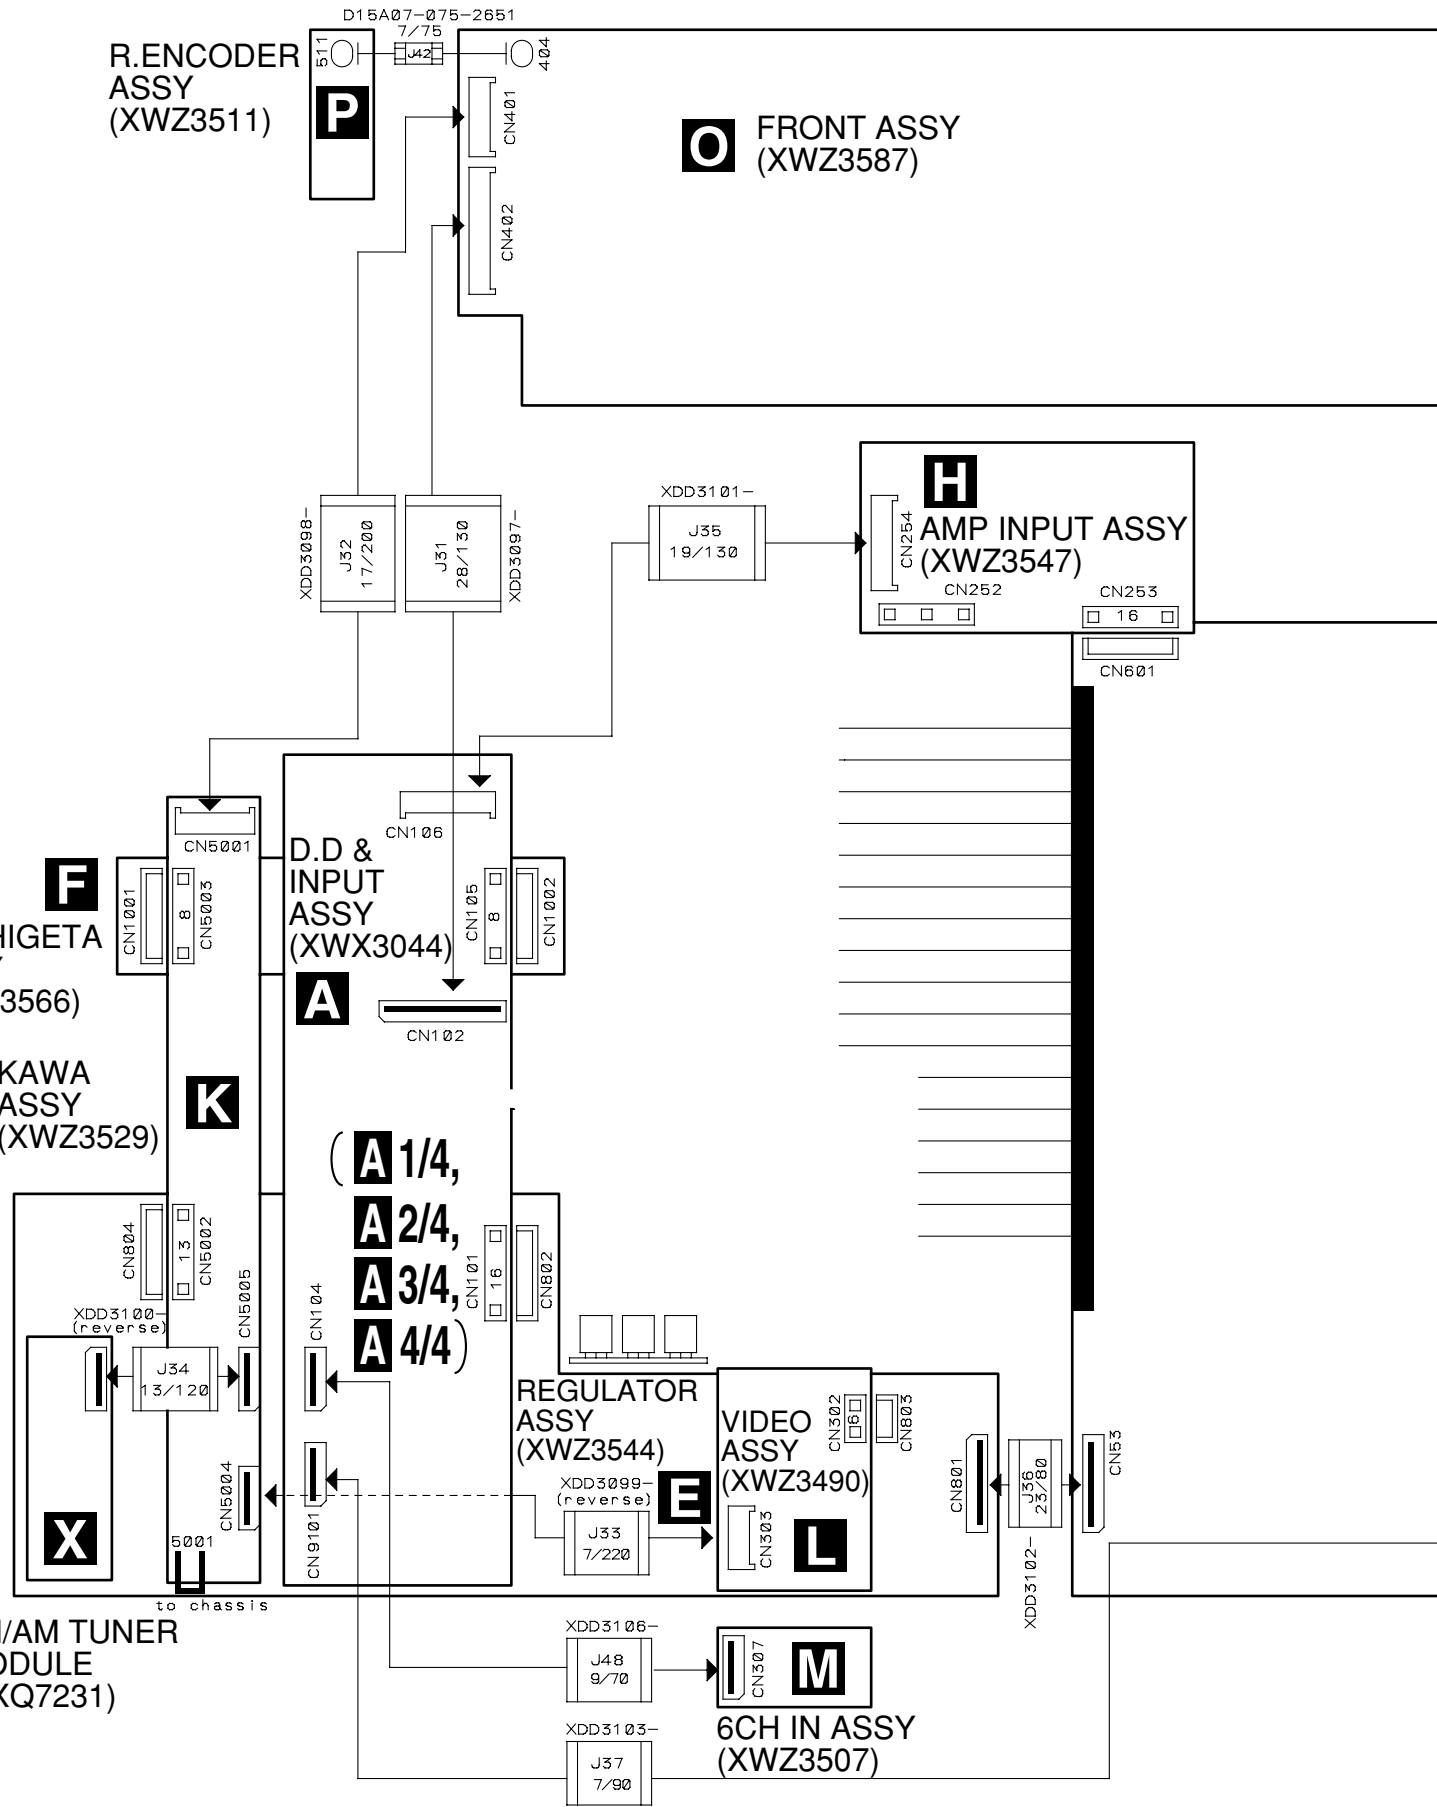 D15A07-075-2651
7/75
J42
511
404
R.ENCODER
ASSY
(XWZ3511)
P
CN401
CN402
O
FRONT ASSY
(XWZ3587)
XDD3098-
J32
17/200
J31
28/130
XDD3097-
XDD3101-
J35
19/130
H
AMP INPUT ASSY
(XWZ3547)
CN254
CN252
CN253
16
CN601
CN5001
CN106
D.D &
INPUT
ASSY
(XWX3044)
A
F
HIGETA
3566)
CN1001
8
CN5003
CN105
8
CN1002
CN102
KAWA
ASSY
(XWZ3529)
K
( A 1/4,
A 2/4,
A 3/4,
A 4/4 )
CN804
13
CN5002
CN5005
CN104
CN101
16
CN802
XDD3100-
(reverse)
J34
13/120
REGULATOR
ASSY
(XWZ3544)
E
VIDEO
ASSY
(XWZ3490)
CN302
6
CN803
CN801
J36
23/80
CN53
XDD3102-
CN5004
CN9101
XDD3099-
(reverse)
J33
7/220
CN303
L
X
5001
to chassis
I/AM TUNER
ODULE
XQ7231)
XDD3106-
J48
9/70
CN307
M
6CH IN ASSY
(XWZ3507)
XDD3103-
J37
7/90